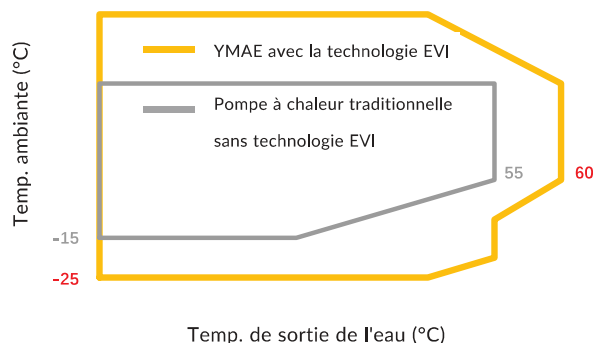 YMAE avec la technologie EVI
Pompe à chaleur traditionnelle
sans technologie EVI
Temp. ambiante (°C)
55
60
-15
-25
Temp. de sortie de l'eau (°C)